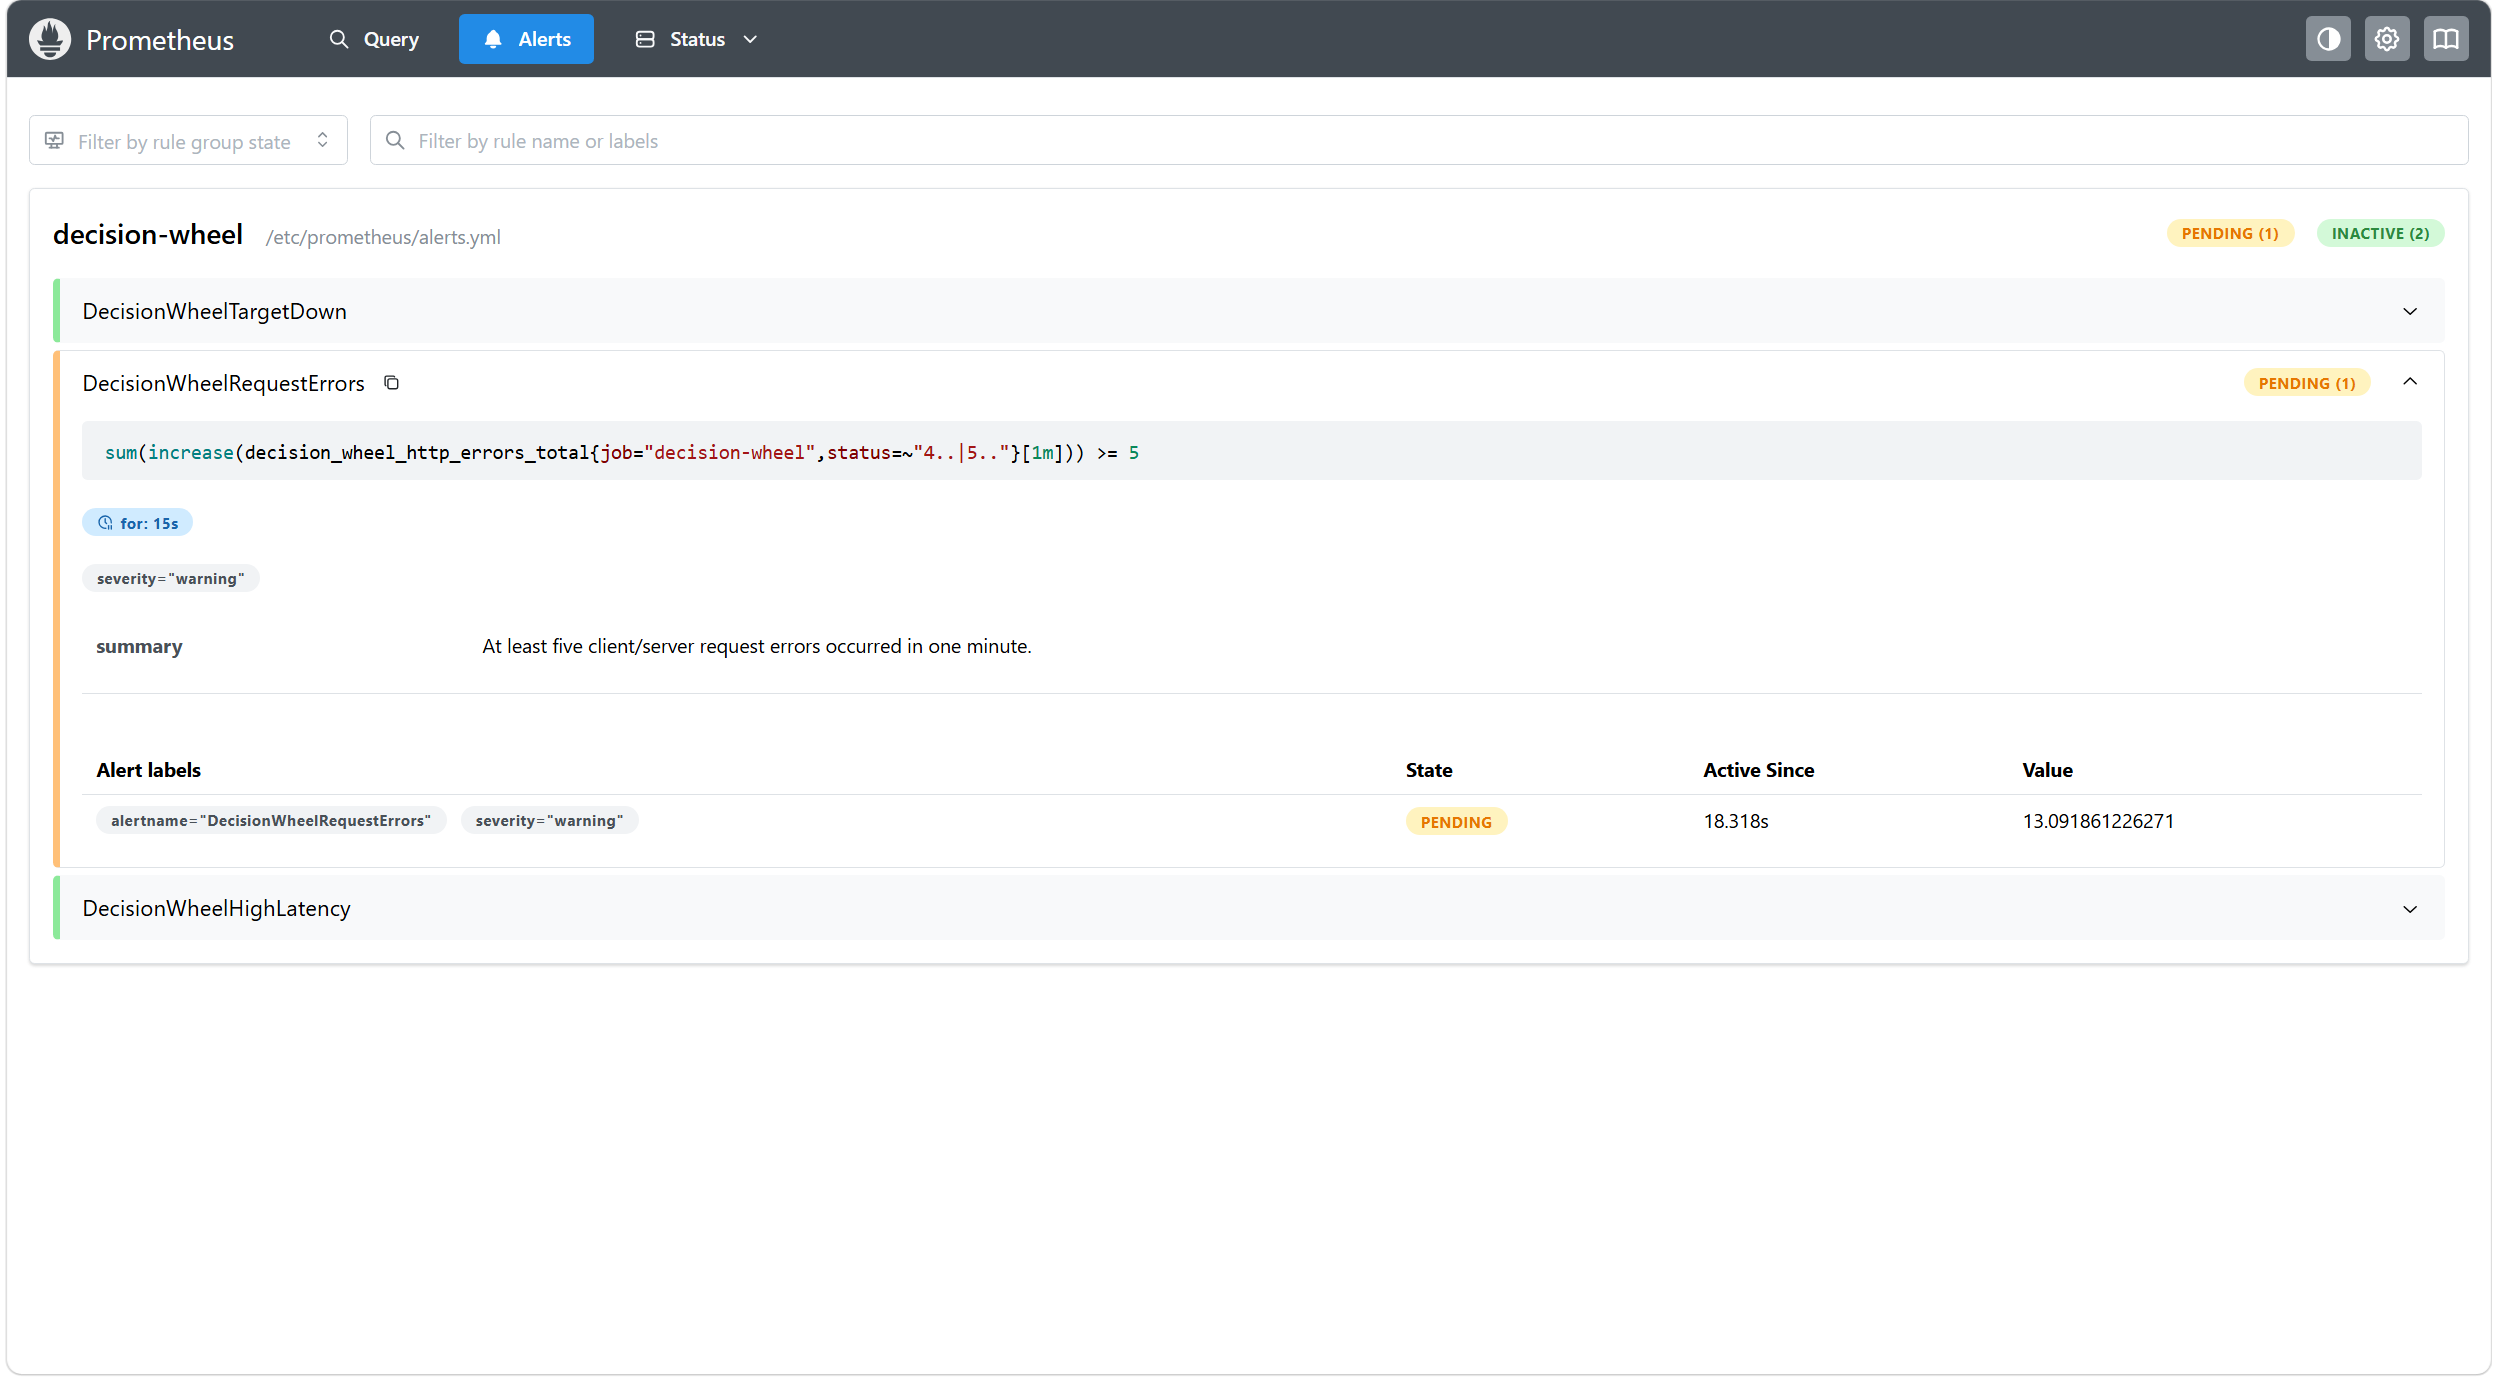 Prometheus Query Alerts Status
Filter by rule group state Filter by rule name or labels
decision-wheel /etc/prometheus/alerts.yml PENDING (1) INACTIVE (2)
DecisionWheelTargetDown
DecisionWheelRequestErrors PENDING (1)
sum(increase(decision_wheel_http_errors_total{job="decision-wheel",status=~"4..|5.."}[1m])) >= 5
for: 15s
severity="warning"
summary At least five client/server request errors occurred in one minute.
Alert labels State Active Since Value
alertname="DecisionWheelRequestErrors" severity="warning" PENDING 18.318s 13.091861226271
DecisionWheelHighLatency